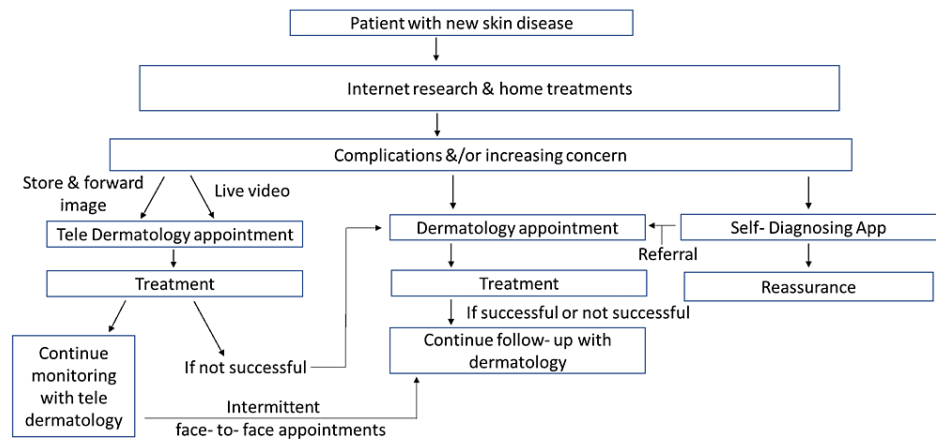 Patient with new skin disease
Internet research & home treatments
Complications &/or increasing concern
Store & forward
image
Live video
Tele Dermatology appointment
Dermatology appointment
Self- Diagnosing App
Referral
Treatment
Treatment
Reassurance
If successful or not successful
Continue
monitoring
with tele
dermatology
If not successful
Continue follow- up with
dermatology
Intermittent
face- to- face appointments